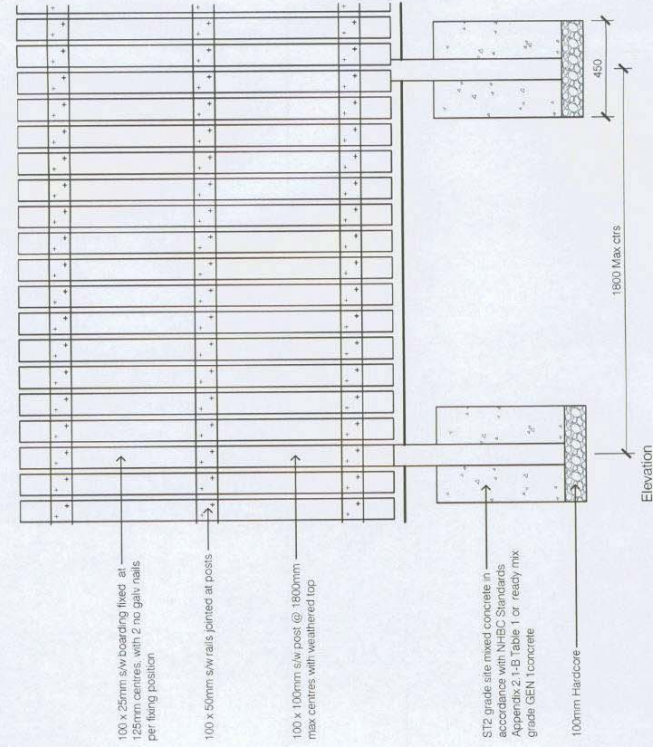 100 x 25mm s/w boarding fixed at
125mm centres, with 2 no galv nails
per fixing position
100 x 50mm s/w rails jointed at posts
100 x 100mm s/w post @ 1800mm
max centres with weathered top
ST2 grade site mixed concrete in
accordance with NHBC Standards
Appendix 2.1-B Table 1 or ready mix
grade GEN 1concrete
100mm Hardcore
450
1800 Max ctrs
Elevation